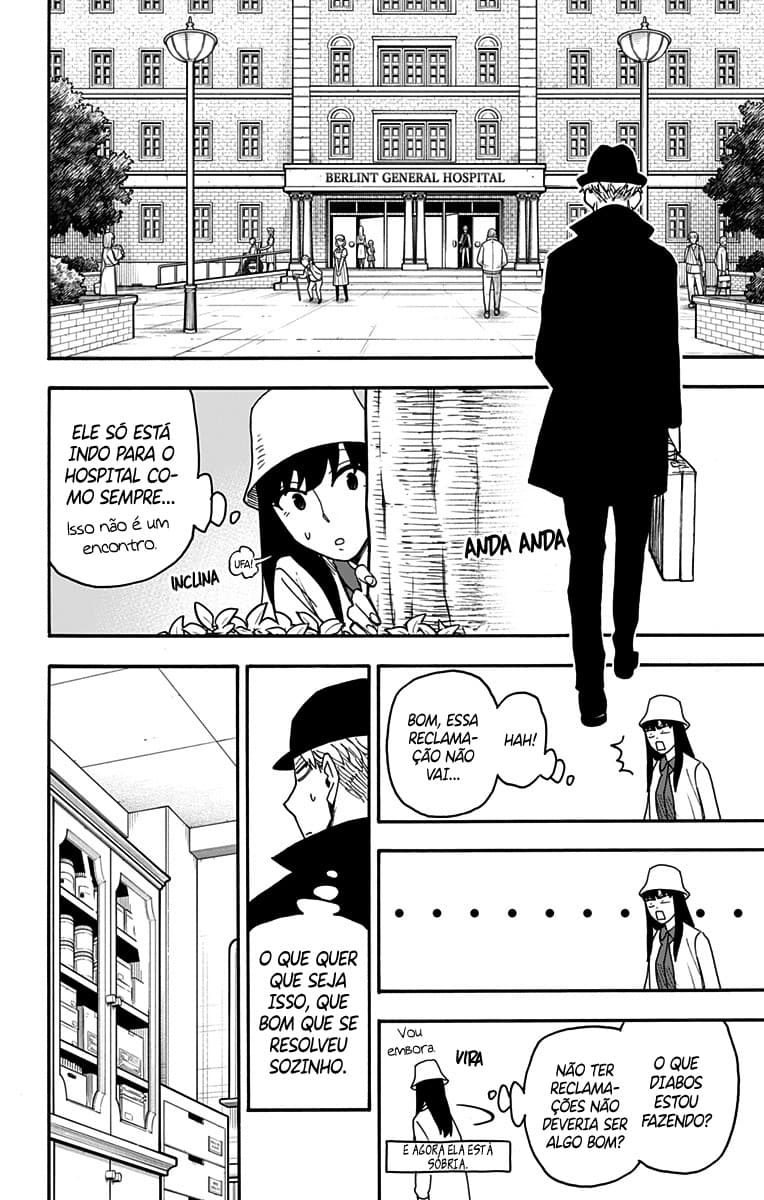 BERLINT GENERAL HOSPITAL
ELE SÓ ESTÁ
INDO PARA O
HOSPITAL CO-
MO SEMPRE...
Isso não é um
encontro.
UFA!
INCLINA
ANDA ANDA
HAH!
BOM, ESSA
RECLAMA-
ÇÃO NÃO
VAI...
O QUE
DIABOS
ESTOU
FAZENDO?
NÃO TER
RECLAMA-
ÇÕES NÃO
DEVERIA SER
ALGO BOM?
VIRA
Vou
embora.
E AGORA ELA ESTÁ
SÓBRIA.
O QUE QUER
QUE SEJA
ISSO, QUE
BOM QUE SE
RESOLVEU
SOZINHO.